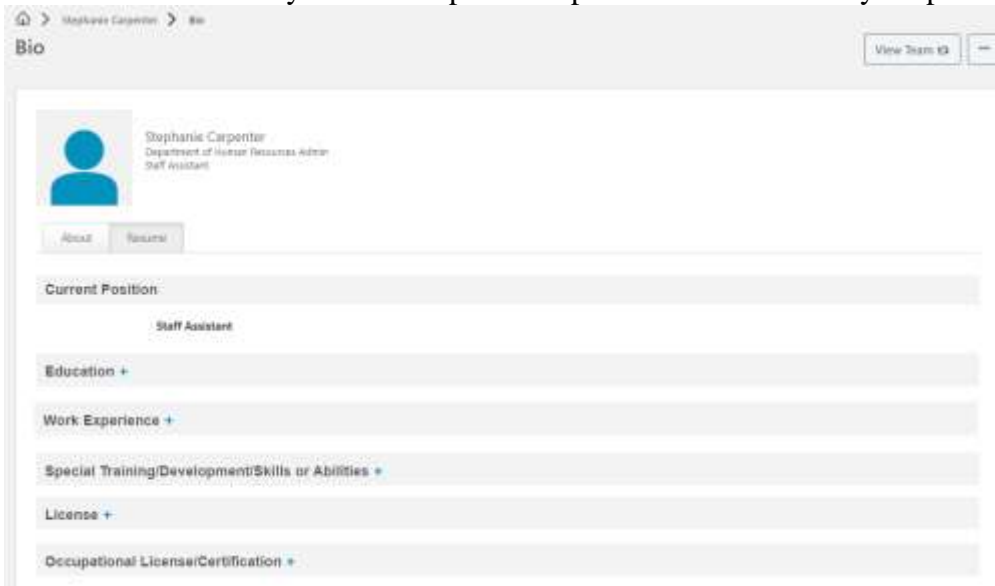 Stephanie Carpenter Bio
Bio
View Team
Stephanie Carpenter
Department of Human Resources Admin
Staff Assistant
About Resume
Current Position
Staff Assistant
Education +
Work Experience +
Special Training/Development/Skills or Abilities +
License +
Occupational License/Certification +